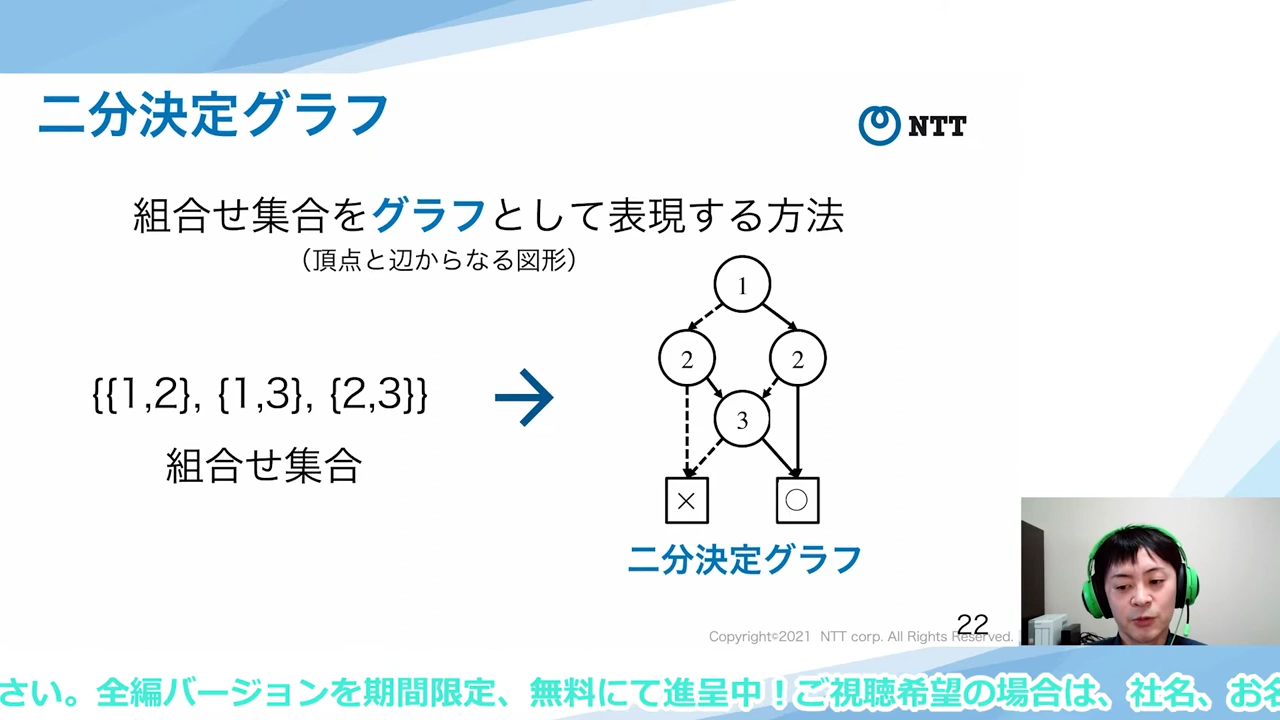 二分決定グラフ
NTT
組合せ集合をグラフとして表現する方法
（頂点と辺からなる図形）
1
2
2
3
{{1,2}, {1,3}, {2,3}}
組合せ集合
×
○
二分決定グラフ
22
Copyright©2021 NTT corp. All Rights Reserved.
さい。全編バージョンを期間限定、無料にて進呈中！ご視聴希望の場合は、社名、お名